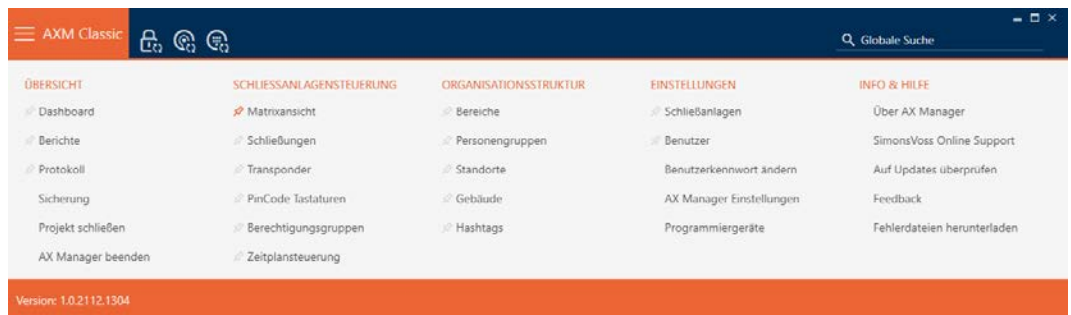 AXM Classic
Globale Suche
ÜBERSICHT
Dashboard
Berichte
Protokoll
Sicherung
Projekt schließen
AX Manager beenden
SCHLIESSANLAGENSTEUERUNG
Matrixansicht
Schließungen
Transponder
PinCode Tastaturen
Berechtigungsgruppen
Zeitplansteuerung
ORGANISATIONSSTRUKTUR
Bereiche
Personengruppen
Standorte
Gebäude
Hashtags
EINSTELLUNGEN
Schließanlagen
Benutzer
Benutzerkennwort ändern
AX Manager Einstellungen
Programmiergeräte
INFO & HILFE
Über AX Manager
SimonsVoss Online Support
Auf Updates überprüfen
Feedback
Fehlerdateien herunterladen
Version: 1.0.2112.1304